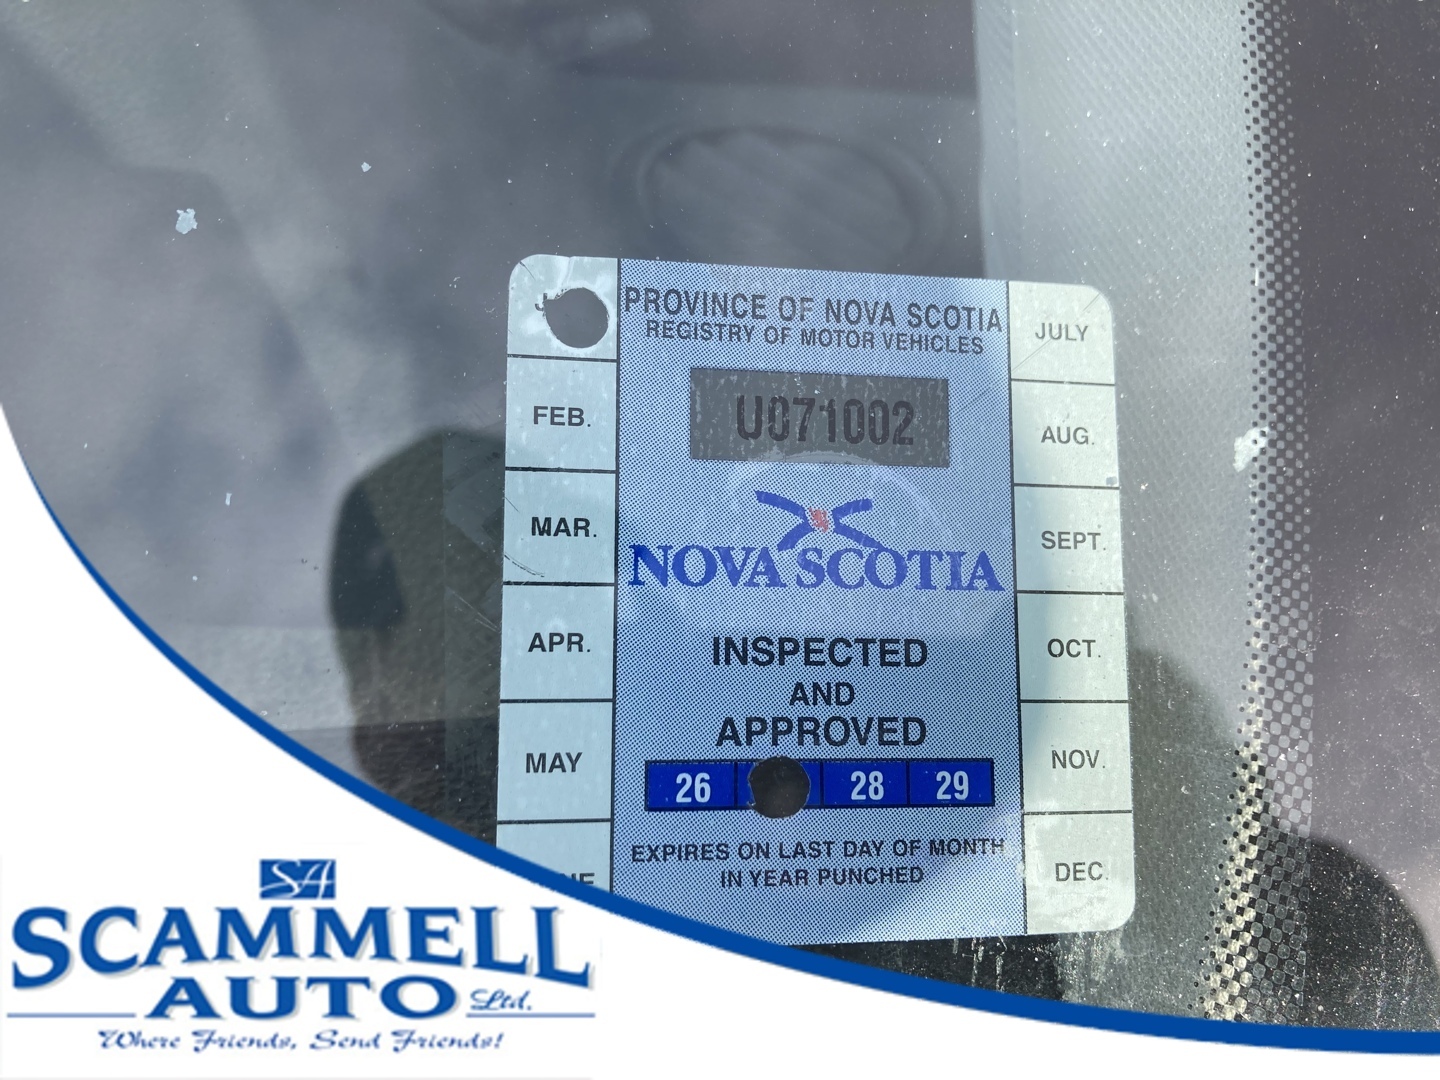 PROVINCE OF NOVA SCOTIA
REGISTRY OF MOTOR VEHICLES
U071002
NOVA SCOTIA
INSPECTED
AND
APPROVED
26 28 29
EXPIRES ON LAST DAY OF MONTH
IN YEAR PUNCHED
FEB.
MAR.
APR.
MAY
JULY
AUG.
SEPT.
OCT.
NOV.
DEC.
SA
SCAMMELL
AUTO Ltd.
Where Friends, Send Friends!